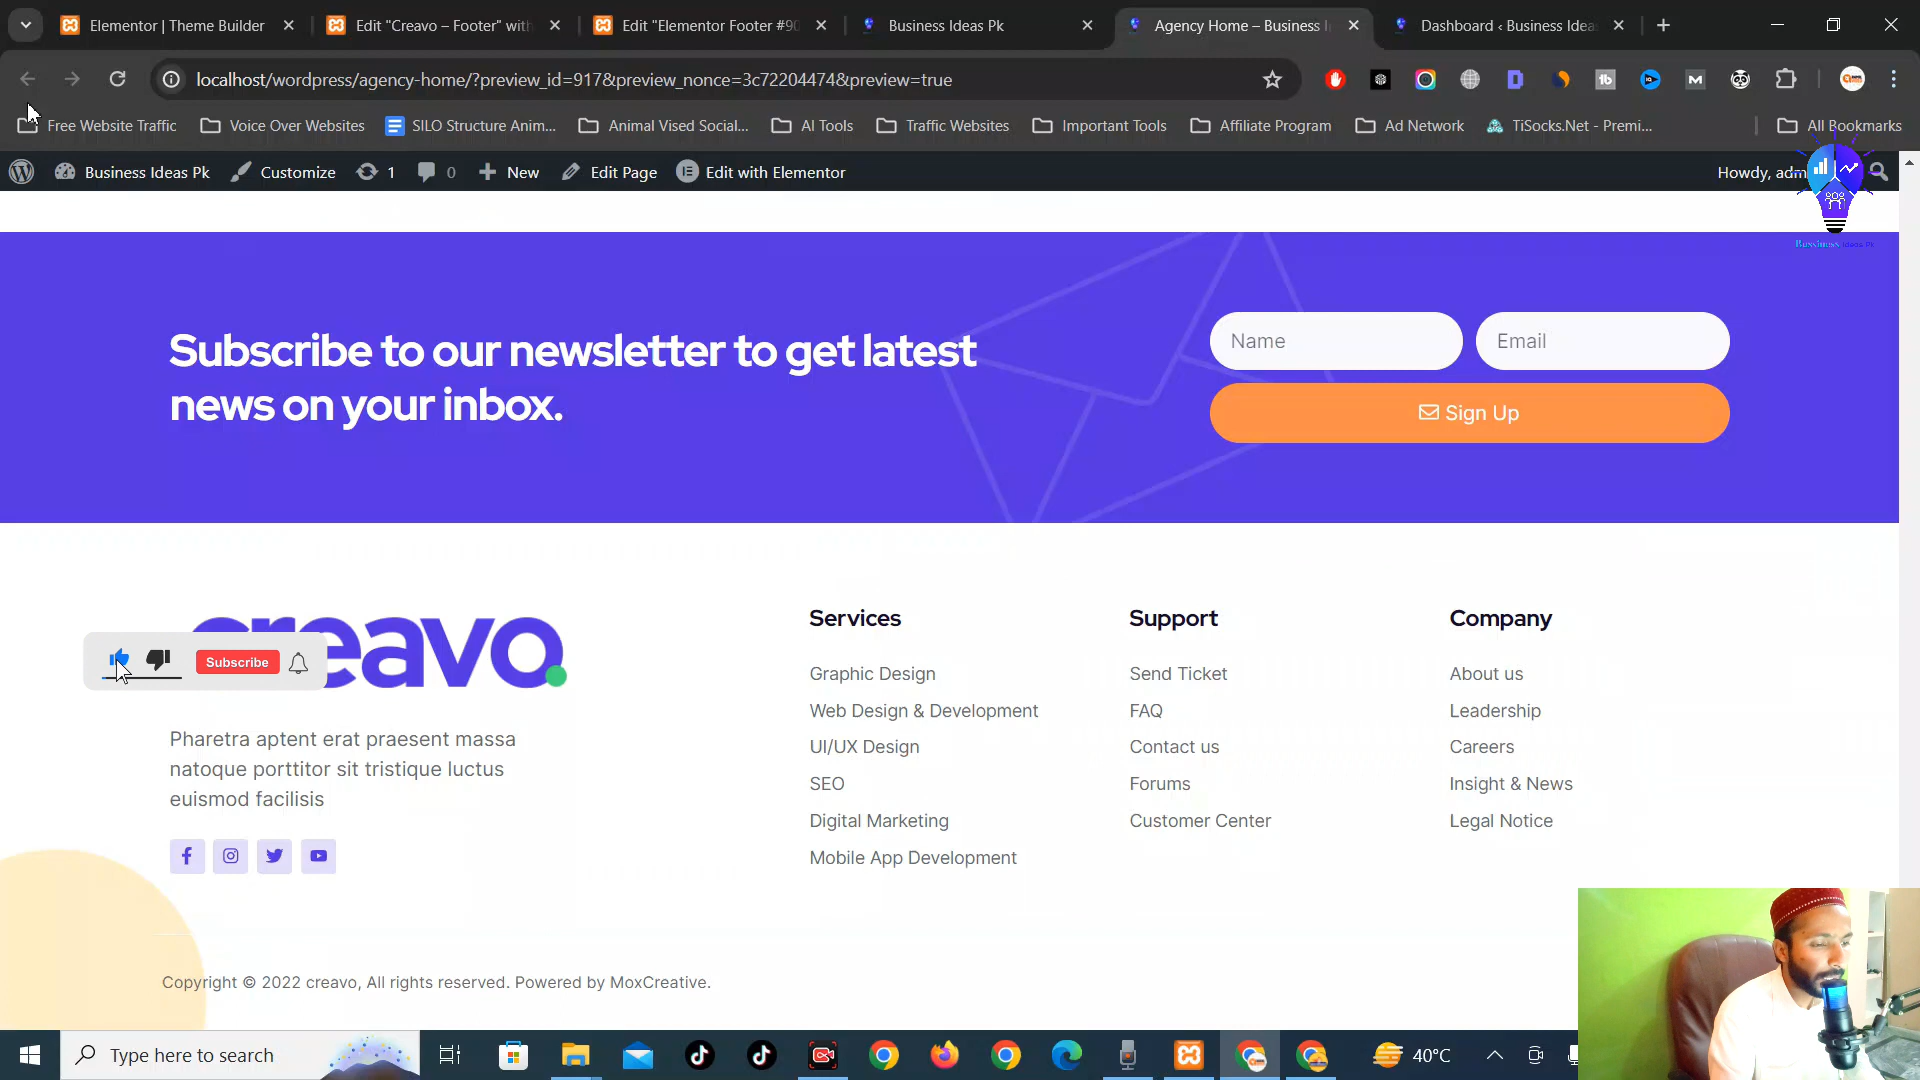 Elementor | Theme Builder
Edit "Creavo – Footer" with
Edit "Elementor Footer #90
Business Ideas Pk
Agency Home – Business I
Dashboard ‹ Business Idea
localhost/wordpress/agency-home/?preview_id=917&preview_nonce=3c72204474&preview=true
Free Website Traffic
Voice Over Websites
SILO Structure Anim...
Animal Vised Social...
AI Tools
Traffic Websites
Important Tools
Affiliate Program
Ad Network
TiSocks.Net - Premi...
All Bookmarks
Business Ideas Pk
Customize
1
0
New
Edit Page
Edit with Elementor
Howdy, adm
Bussiness Ideas Pk
Subscribe to our newsletter to get latest
news on your inbox.
Name
Email
Sign Up
creavo
Subscribe
Pharetra aptent erat praesent massa
natoque porttitor sit tristique luctus
euismod facilisis
Services
Graphic Design
Web Design & Development
UI/UX Design
SEO
Digital Marketing
Mobile App Development
Support
Send Ticket
FAQ
Contact us
Forums
Customer Center
Company
About us
Leadership
Careers
Insight & News
Legal Notice
Copyright © 2022 creavo, All rights reserved. Powered by MoxCreative.
Type here to search
40°C